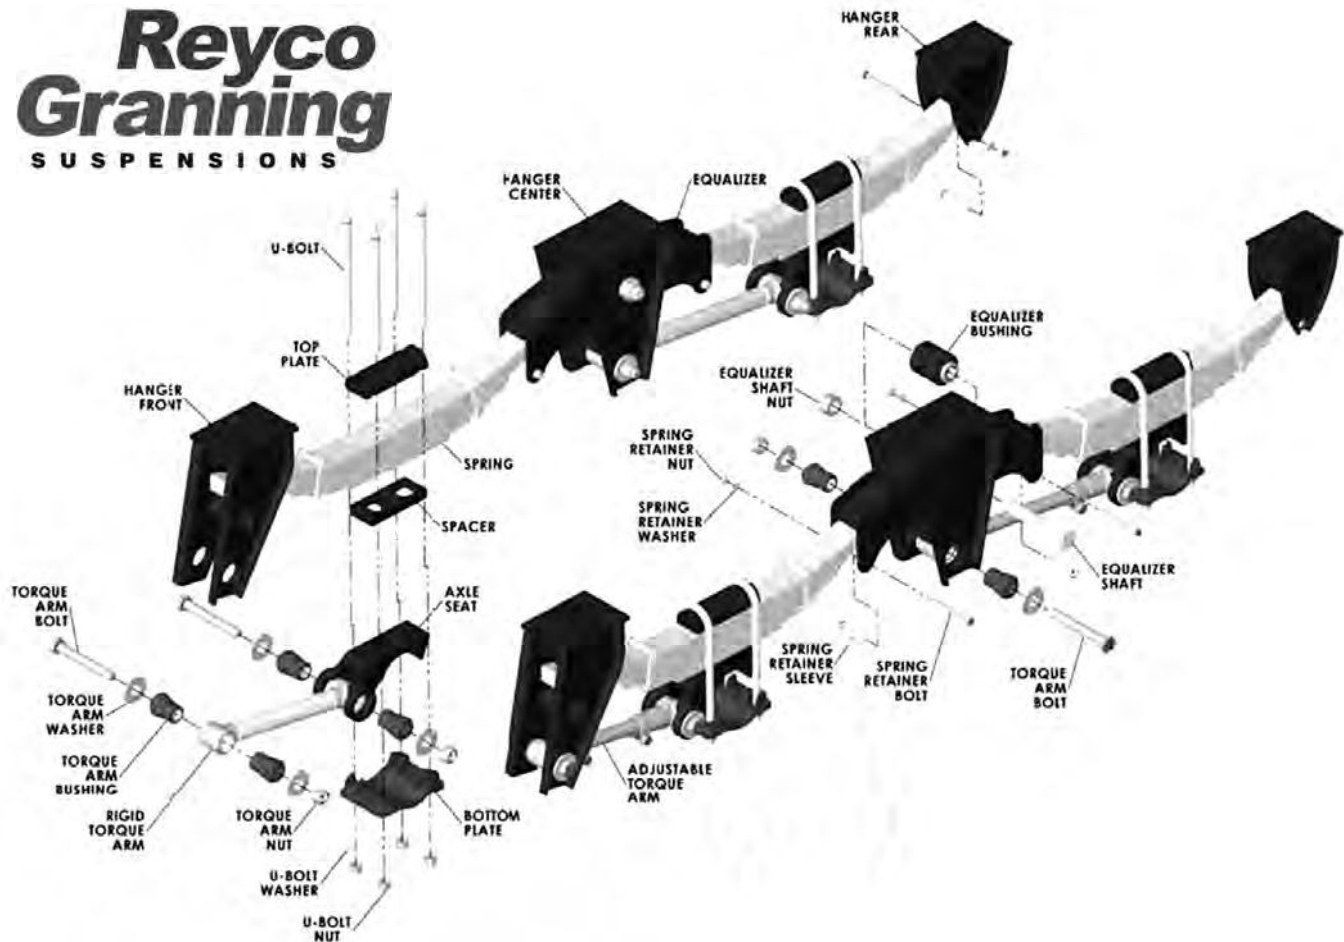 Reyco
Granning
SUSPENSIONS
HANGER
REAR
HANGER
CENTER
EQUALIZER
U-BOLT
TOP
PLATE
HANGER
FRONT
EQUALIZER
BUSHING
EQUALIZER
SHAFT
NUT
SPRING
RETAINER
NUT
SPRING
SPACER
SPRING
RETAINER
WASHER
EQUALIZER
SHAFT
TORQUE
ARM
BOLT
AXLE
SEAT
SPRING
RETAINER
SLEEVE
SPRING
RETAINER
BOLT
TORQUE
ARM
BOLT
TORQUE
ARM
WASHER
TORQUE
ARM
BUSHING
RIGID
TORQUE
ARM
TORQUE
ARM
NUT
BOTTOM
PLATE
ADJUSTABLE
TORQUE
ARM
U-BOLT
WASHER
U-BOLT
NUT